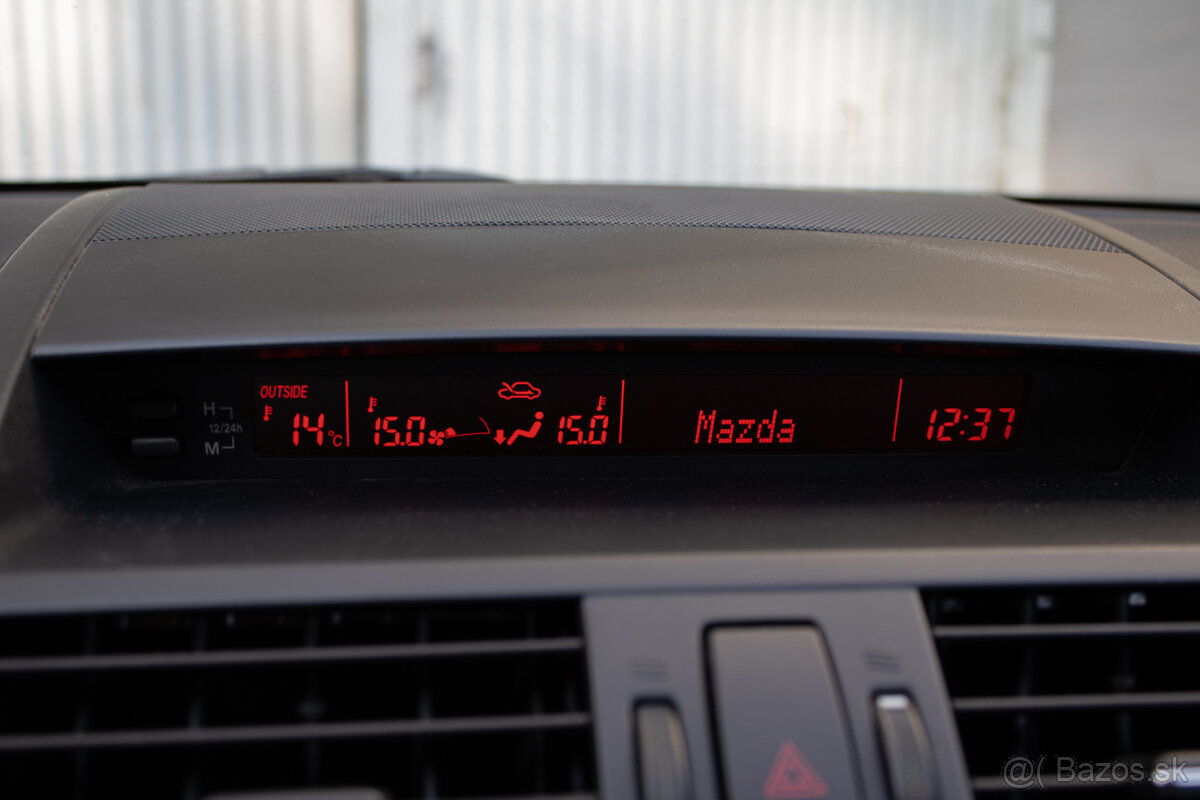 OUTSIDE
14°C
15.0
15.0
Mazda
12:37
H
12/24h
M
@( Bazos.sk